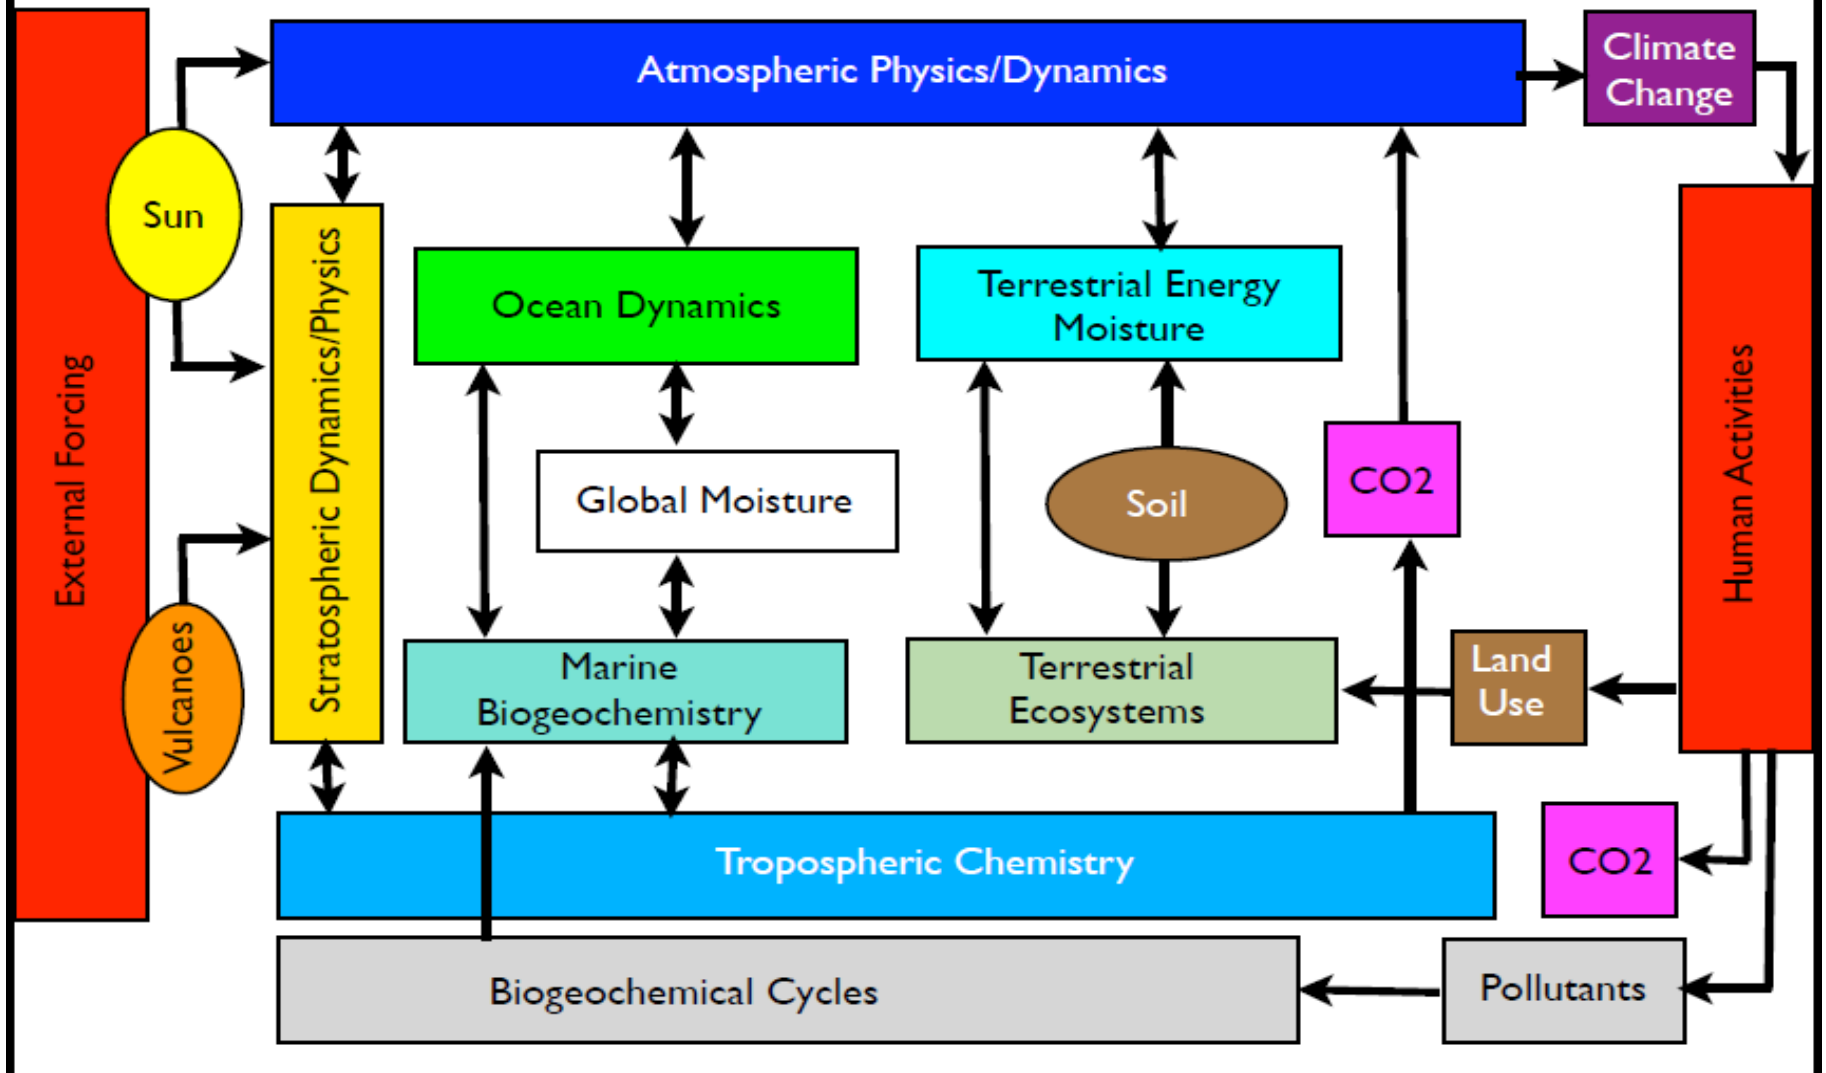 Atmospheric Physics/Dynamics
Climate
Change
Sun
External Forcing
Stratospheric Dynamics/Physics
Ocean Dynamics
Terrestrial Energy
Moisture
Human Activities
Global Moisture
Soil
CO2
Vulcanoes
Marine
Biogeochemistry
Terrestrial
Ecosystems
Land
Use
Tropospheric Chemistry
CO2
Biogeochemical Cycles
Pollutants